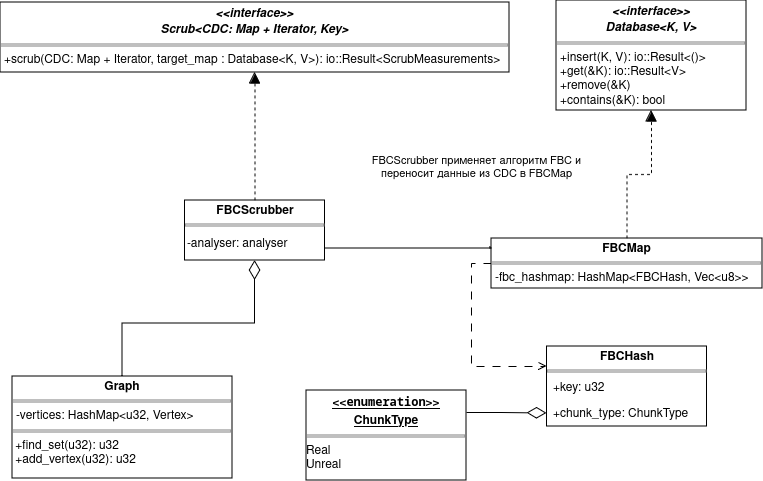 <<interface>>
Scrub<CDC: Map + Iterator, Key>
+scrub(CDC: Map + Iterator, target_map : Database<K, V>): io::Result<ScrubMeasurements>
<<interface>>
Database<K, V>
+insert(K, V): io::Result<()>
+get(&K): io::Result<V>
+remove(&K)
+contains(&K): bool
FBCScrubber применяет алгоритм FBC и
переносит данные из CDC в FBCMap
FBCScrubber
-analyser: analyser
FBCMap
-fbc_hashmap: HashMap<FBCHash, Vec<u8>>
Graph
-vertices: HashMap<u32, Vertex>
+find_set(u32): u32
+add_vertex(u32): u32
<<enumeration>>
ChunkType
Real
Unreal
FBCHash
+key: u32
+chunk_type: ChunkType